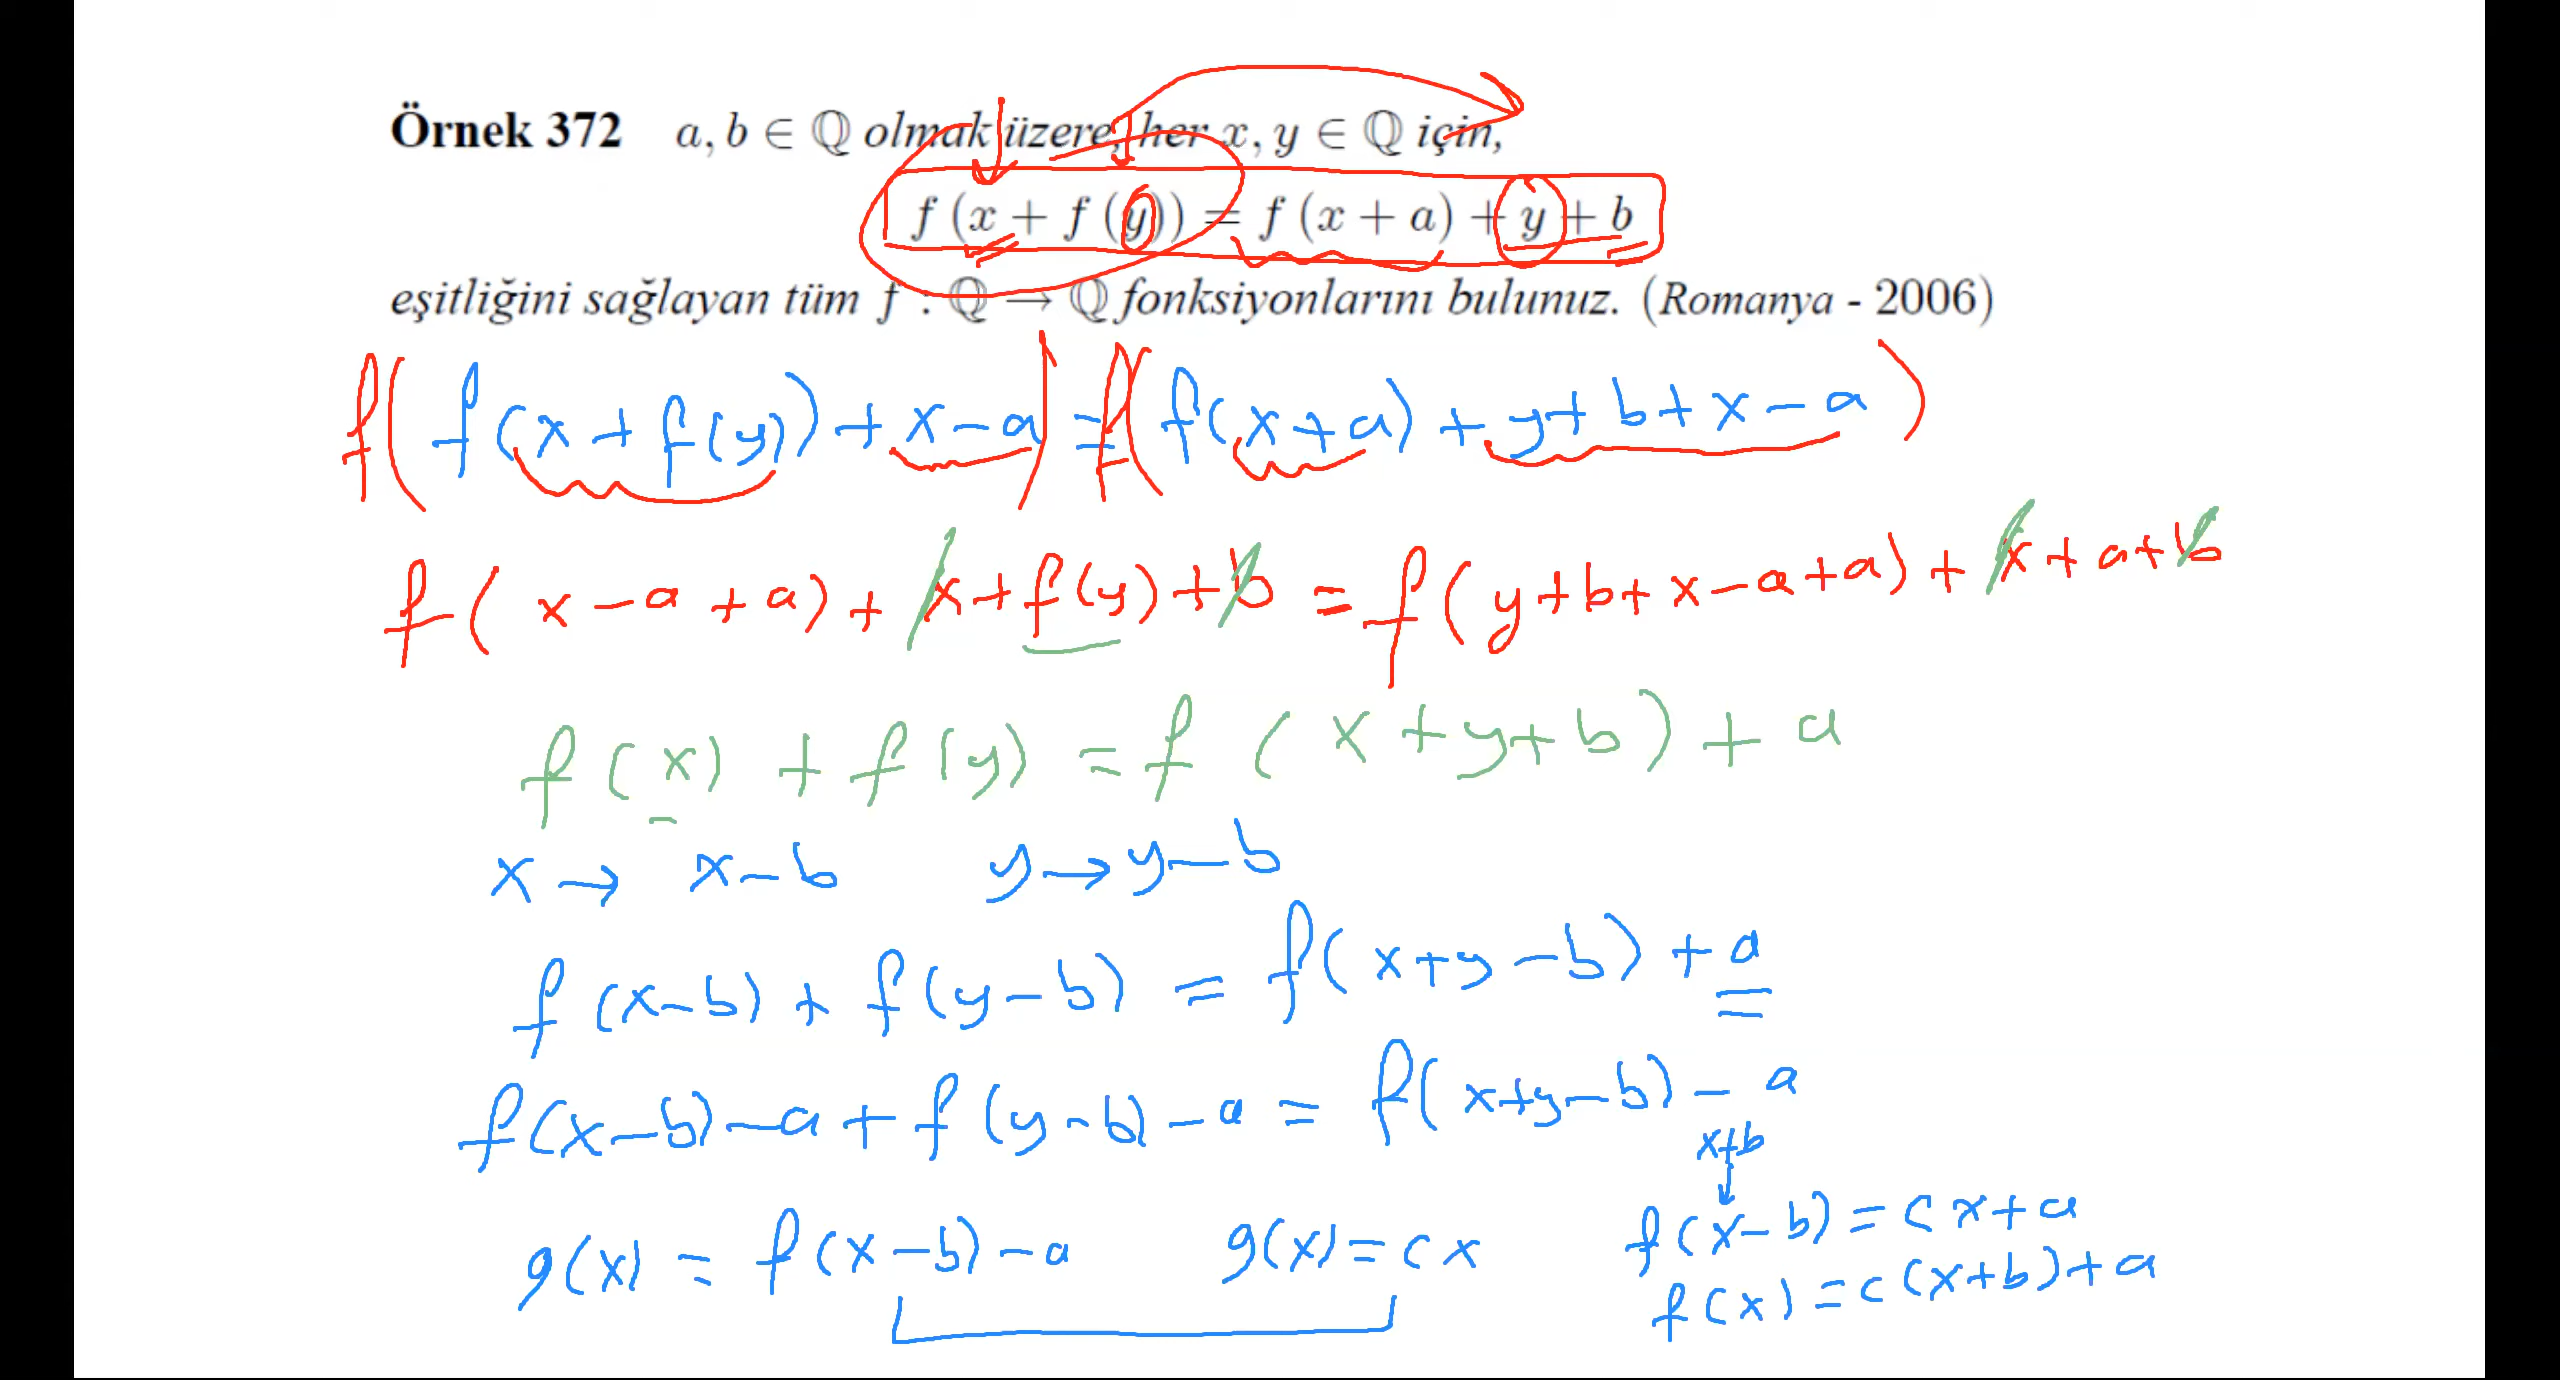 Örnek 372 a, b ∈ ℚ olmak üzere, her x, y ∈ ℚ için,
f (x + f (y)) = f (x + a) + y + b
eşitliğini sağlayan tüm f : ℚ → ℚ fonksiyonlarını bulunuz. (Romanya - 2006)
f( f(x + f(y)) + x - a) = f( f(x+a) + y + b + x - a )
f( x - a + a) + x + f(y) + b = f( y + b + x - a + a) + x + a + b
f(x) + f(y) = f (x + y + b) + a
x → x - b y → y - b
f(x-b) + f(y-b) = f(x+y-b) + a
f(x-b) - a + f(y-b) - a = f(x+y-b) - a
x+b
↓
g(x) = f(x-b) - a g(x) = cx f(x-b) = cx + a
f(x) = c(x+b) + a